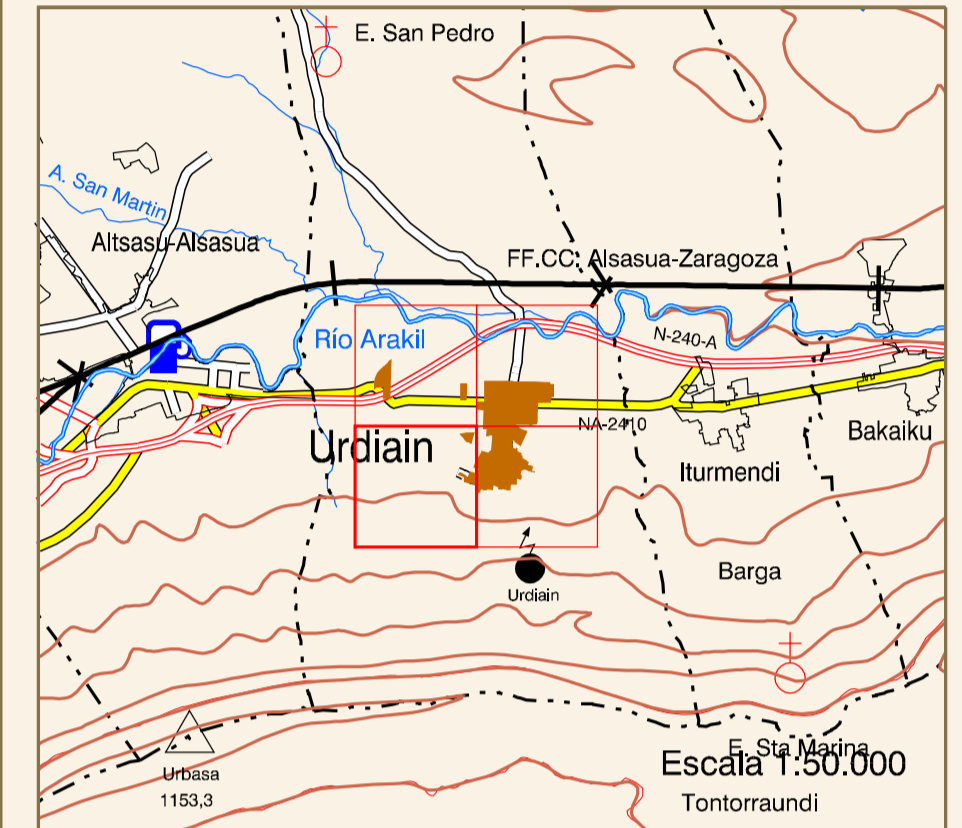 E. San Pedro
A. San Martin
Altsasu-Alsasua
FF.CC. Alsasua-Zaragoza
Río Arakil
N-240-A
NA-2410
Urdiain
Bakaiku
Iturmendi
Barga
Urdiain
E. Sta Marina
Escala 1:50.000
Urbasa
1153,3
Tontorraundi